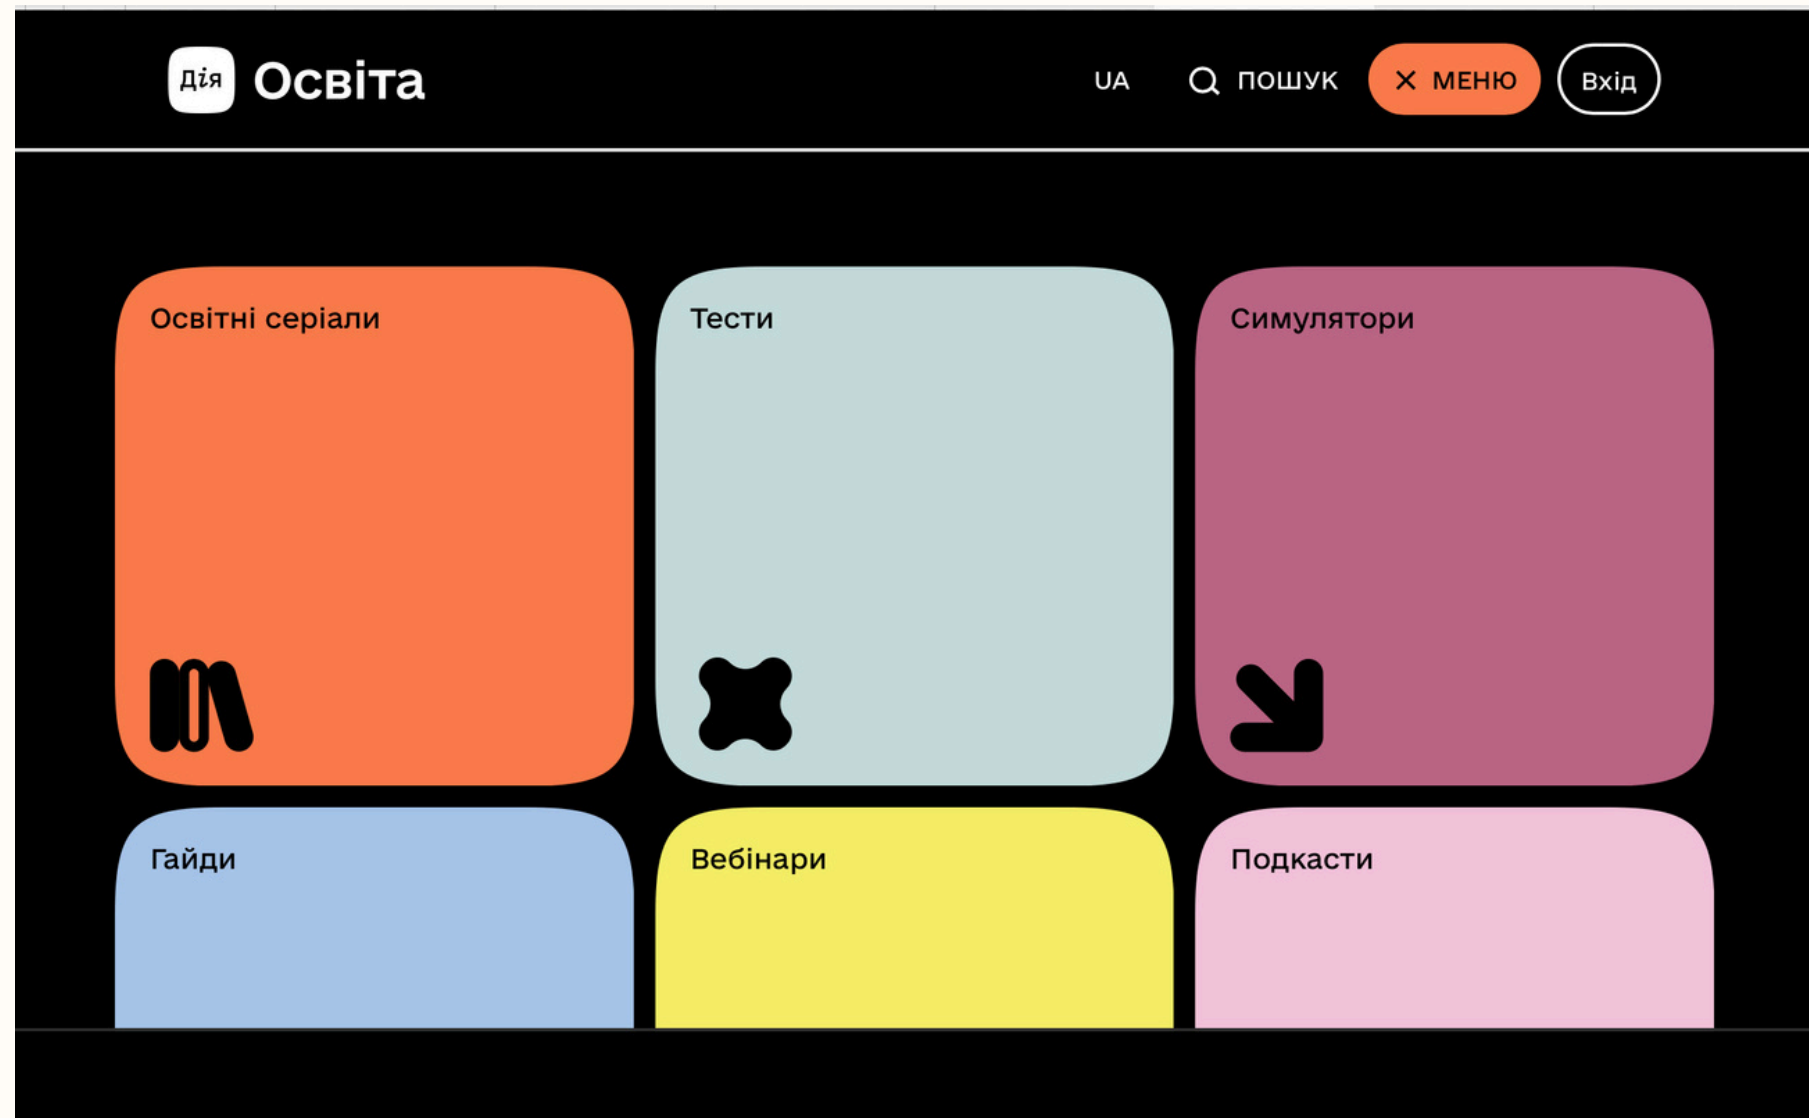 Дія Освіта UA ПОШУК МЕНЮ Вхід
Освітні серіали
Тести
Симулятори
Гайди
Вебінари
Подкасти